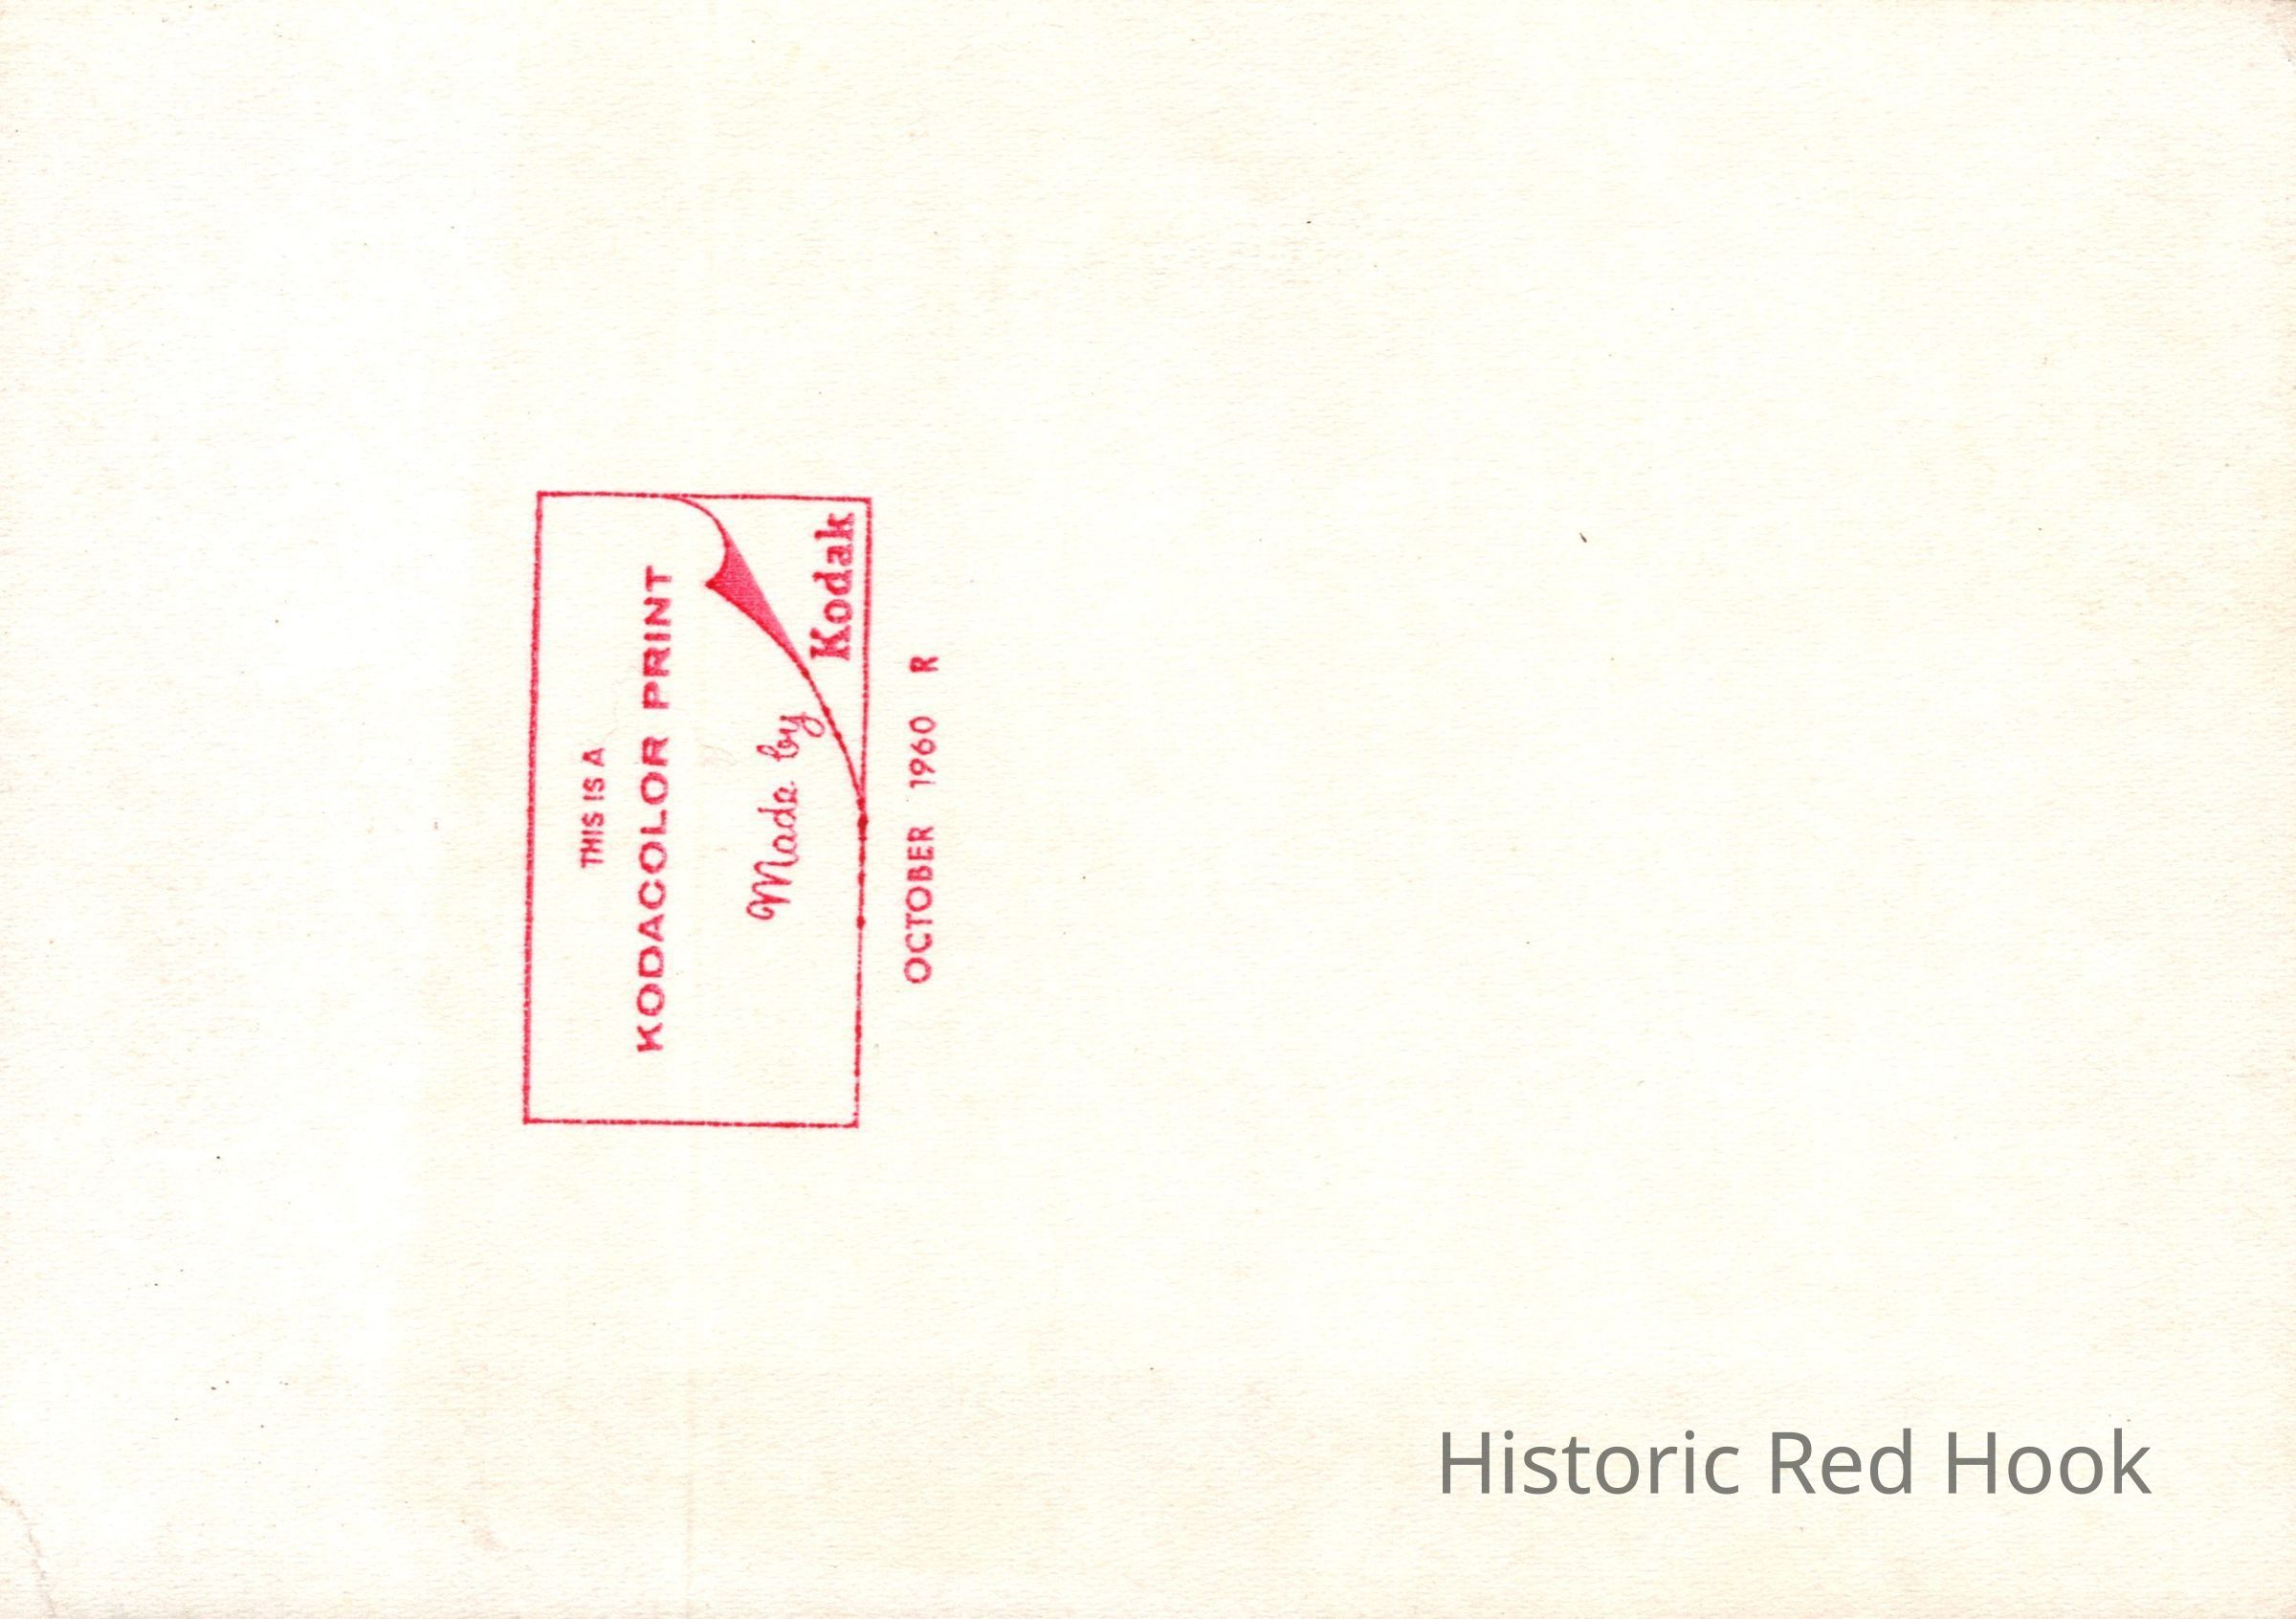 THIS IS A
KODACOLOR PRINT
Made by
Kodak
OCTOBER 1960 R
Historic Red Hook